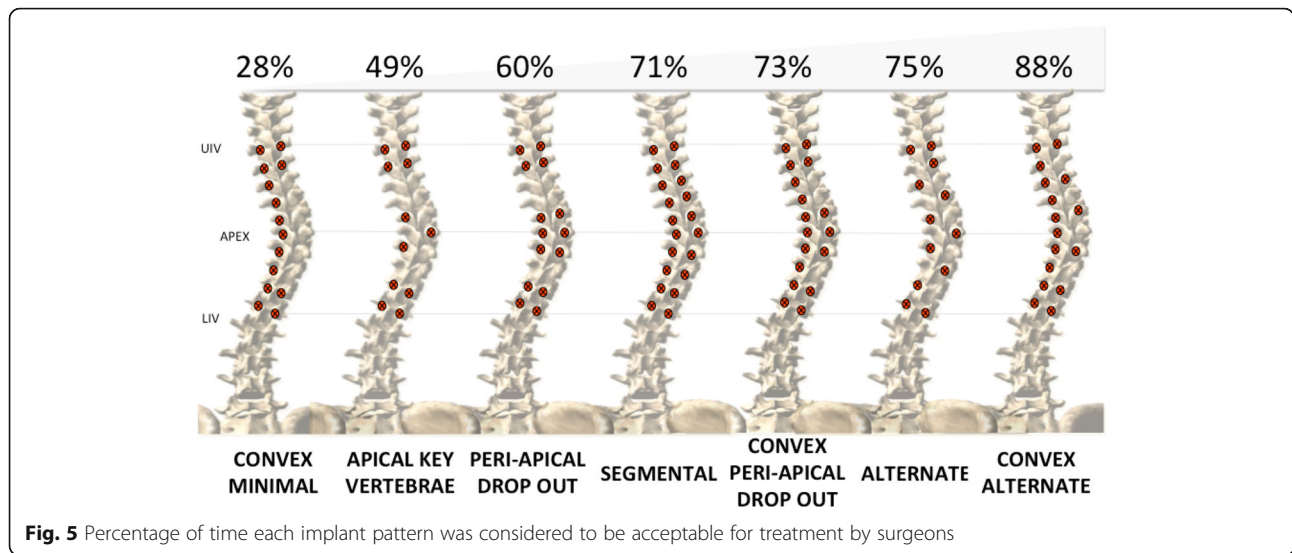 28% 49% 60% 71% 73% 75% 88%
UIV
APEX
LIV
CONVEX MINIMAL
APICAL KEY VERTEBRAE
PERI-APICAL DROP OUT
SEGMENTAL
CONVEX PERI-APICAL DROP OUT
ALTERNATE
CONVEX ALTERNATE
Fig. 5 Percentage of time each implant pattern was considered to be acceptable for treatment by surgeons